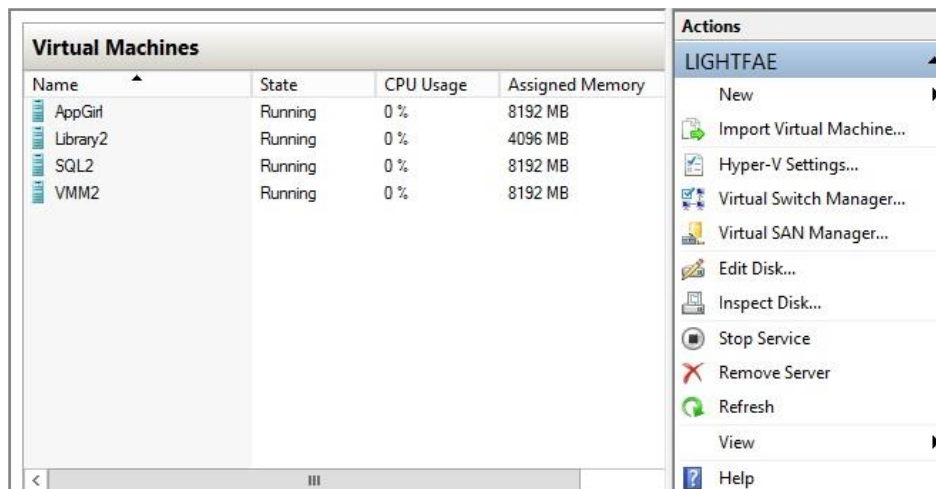 Virtual Machines
Name State CPU Usage Assigned Memory
AppGirl Running 0 % 8192 MB
Library2 Running 0 % 4096 MB
SQL2 Running 0 % 8192 MB
VMM2 Running 0 % 8192 MB
Actions
LIGHTFAE
New
Import Virtual Machine...
Hyper-V Settings...
Virtual Switch Manager...
Virtual SAN Manager...
Edit Disk...
Inspect Disk...
Stop Service
Remove Server
Refresh
View
Help